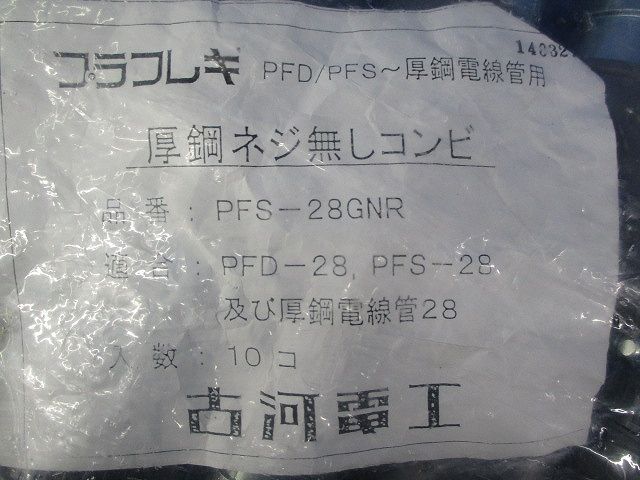 14032
プラフレキ PFD/PFS～厚鋼電線管用
厚鋼ネジ無しコンビ
品番：PFS－28GNR
適合：PFD－28, PFS－28
及び厚鋼電線管28
入数：10コ
古河電工